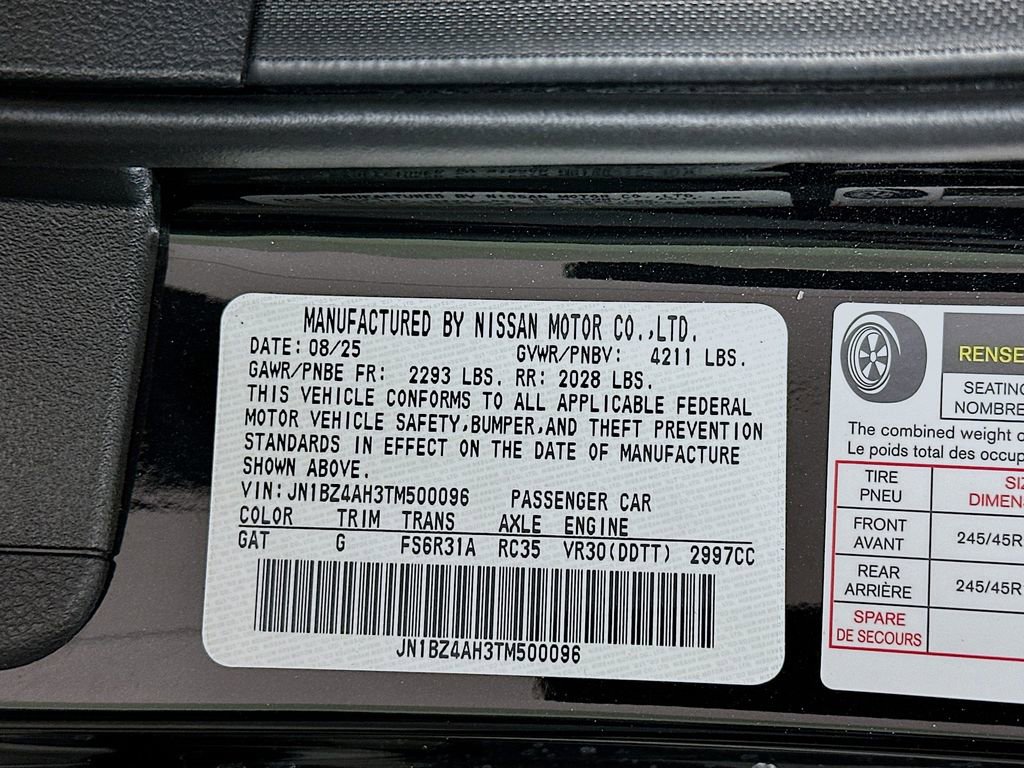 MANUFACTURED BY NISSAN MOTOR CO.,LTD.
DATE: 08/25 GVWR/PNBV: 4211 LBS.
GAWR/PNBE FR: 2293 LBS. RR: 2028 LBS.
THIS VEHICLE CONFORMS TO ALL APPLICABLE FEDERAL
MOTOR VEHICLE SAFETY,BUMPER,AND THEFT PREVENTION
STANDARDS IN EFFECT ON THE DATE OF MANUFACTURE
SHOWN ABOVE.
VIN: JN1BZ4AH3TM500096 PASSENGER CAR
COLOR TRIM TRANS AXLE ENGINE
GAT G FS6R31A RC35 VR30(DDTT) 2997CC
JN1BZ4AH3TM500096
RENSE
SEATING
NOMBRE
The combined weight
Le poids total des occup
TIRE
PNEU
SIZ
DIMEN
FRONT
AVANT
245/45R
REAR
ARRIÈRE
245/45R
SPARE
DE SECOURS